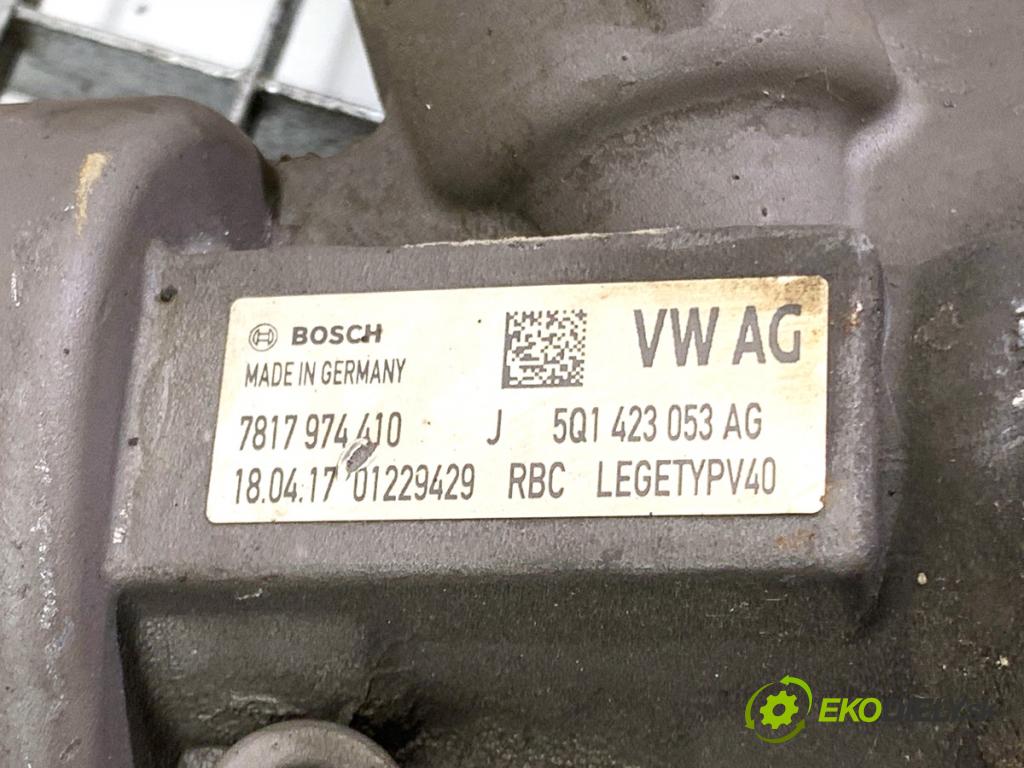 BOSCH
VW AG
MADE IN GERMANY
7817 974 410 J 5Q1 423 053 AG
18.04.17 01229429 RBC LEGETYPV40
EKODIELY.SK